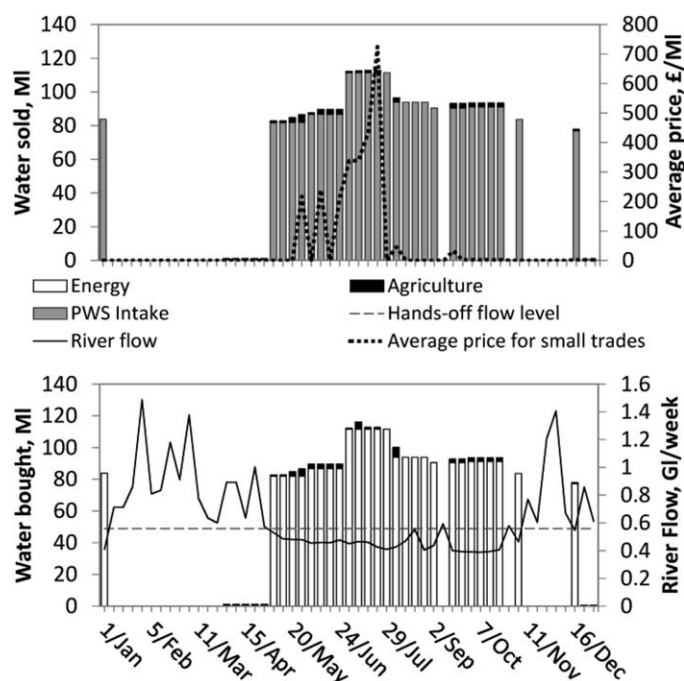 Water sold, Ml
140
120
100
80
60
40
20
0
800
700
600
500
400
300
200
100
0
Average price, £/Ml
Energy
Agriculture
PWS Intake
Hands-off flow level
River flow
Average price for small trades
Water bought, Ml
140
120
100
80
60
40
20
0
1.6
1.4
1.2
1
0.8
0.6
0.4
0.2
0
River Flow, Gl/week
1/Jan
5/Feb
11/Mar
15/Apr
20/May
24/Jun
29/Jul
2/Sep
7/Oct
11/Nov
16/Dec